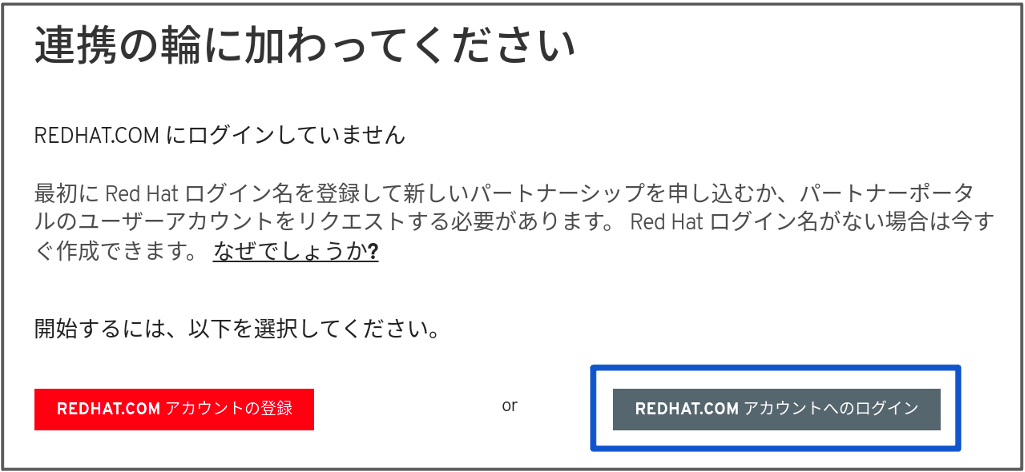 連携の輪に加わってください
REDHAT.COM にログインしていません
最初に Red Hat ログイン名を登録して新しいパートナーシップを申し込むか、パートナーポータ
ルのユーザーアカウントをリクエストする必要があります。 Red Hat ログイン名がない場合は今す
ぐ作成できます。 なぜでしょうか?
開始するには、以下を選択してください。
REDHAT.COM アカウントの登録 or REDHAT.COM アカウントへのログイン